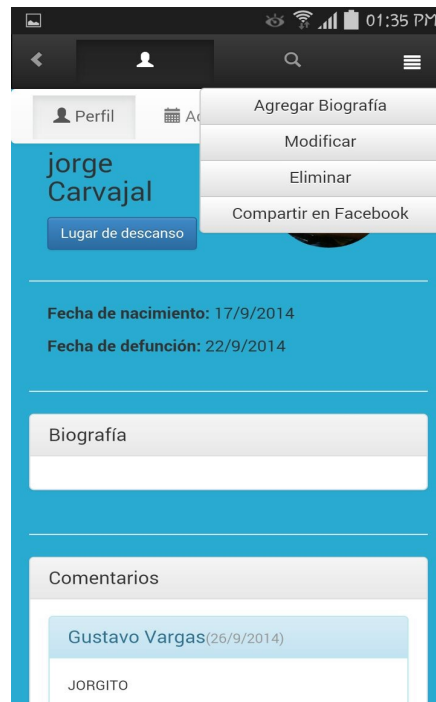 01:35 PM
Perfil
Agregar Biografía
Modificar
Eliminar
Compartir en Facebook
jorge
Carvajal
Lugar de descanso
Fecha de nacimiento: 17/9/2014
Fecha de defunción: 22/9/2014
Biografía
Comentarios
Gustavo Vargas(26/9/2014)
JORGITO